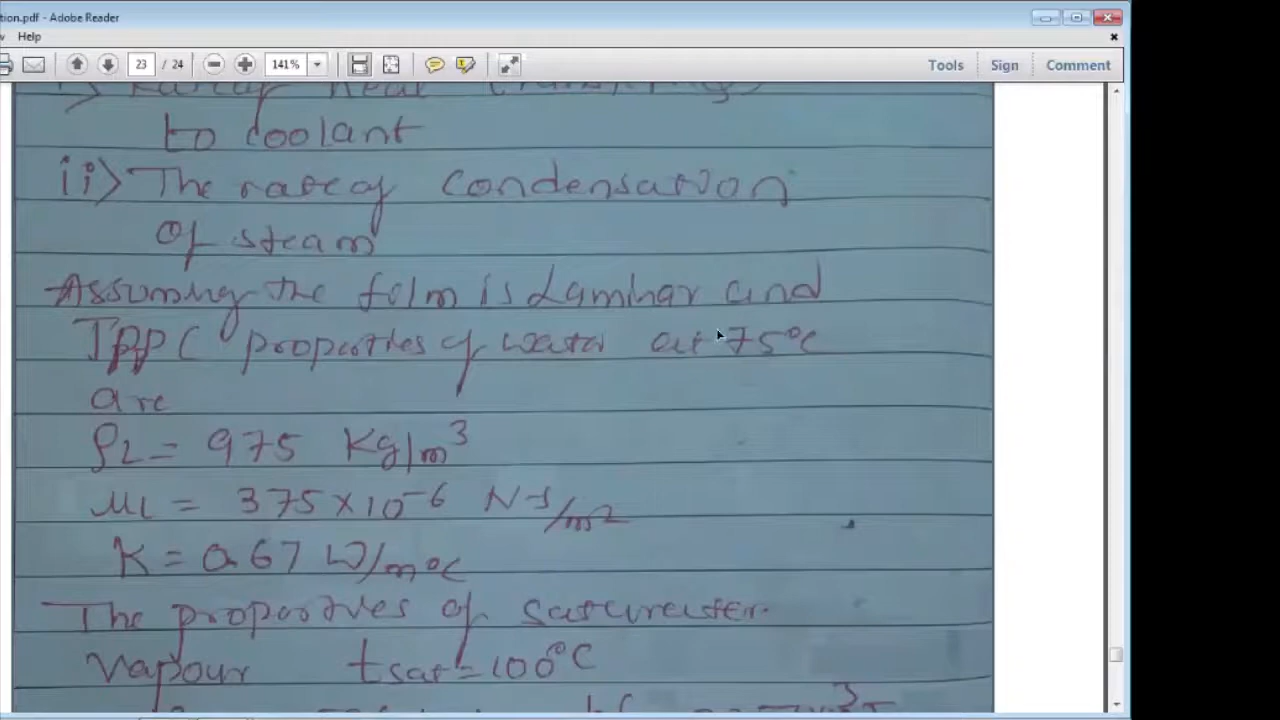 tion.pdf - Adobe Reader
Help
23 / 24 141% Tools Sign Comment
to coolant
ii) The rate of condensation
of steam
Assuming the film is Laminar and
TPPC properties of water at 75°C
are
ρL = 975 Kg/m³
μL = 375×10⁻⁶ N-s/m²
K = 0.67 W/m°C
The properties of
Vapour tsat = 100°C